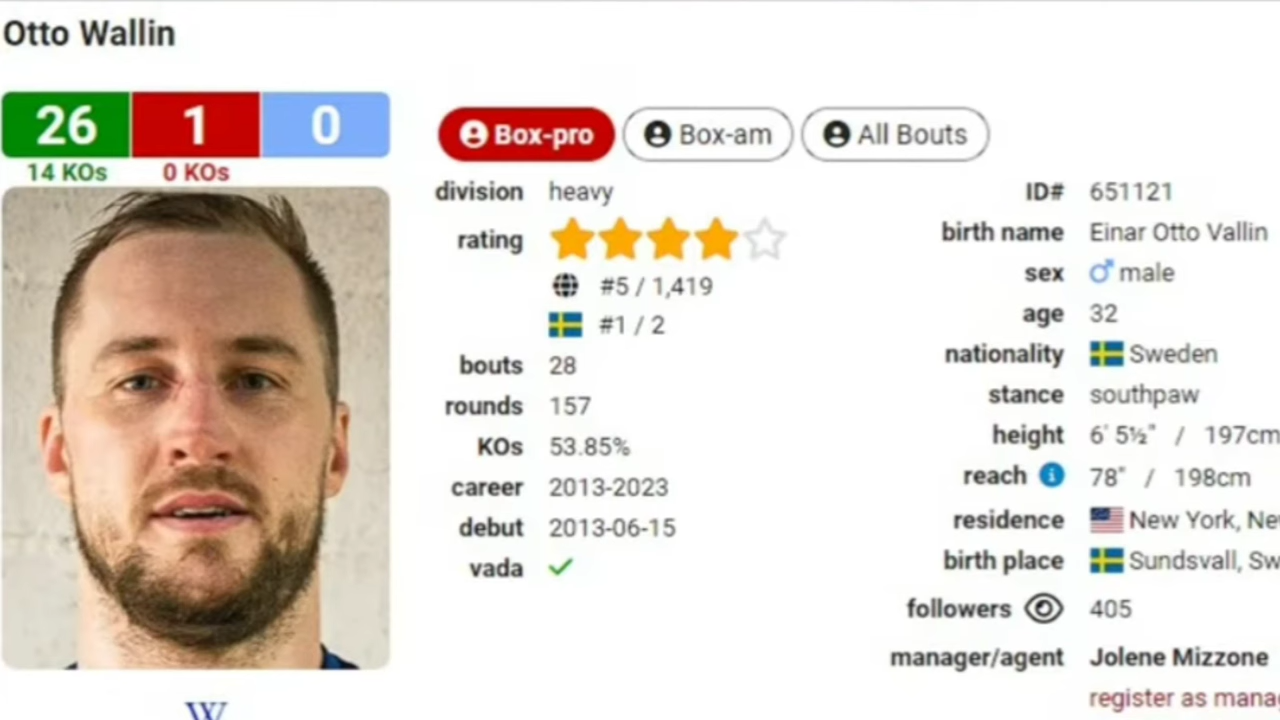 Otto Wallin
26 1 0
14 KOs 0 KOs
Box-pro Box-am All Bouts
division heavy
rating
#5 / 1,419
#1 / 2
bouts 28
rounds 157
KOs 53.85%
career 2013-2023
debut 2013-06-15
vada
ID# 651121
birth name Einar Otto Vallin
sex male
age 32
nationality Sweden
stance southpaw
height 6' 5½" / 197cm
reach 78" / 198cm
residence New York, Ne
birth place Sundsvall, Sw
followers 405
manager/agent Jolene Mizzone
register as mana
W